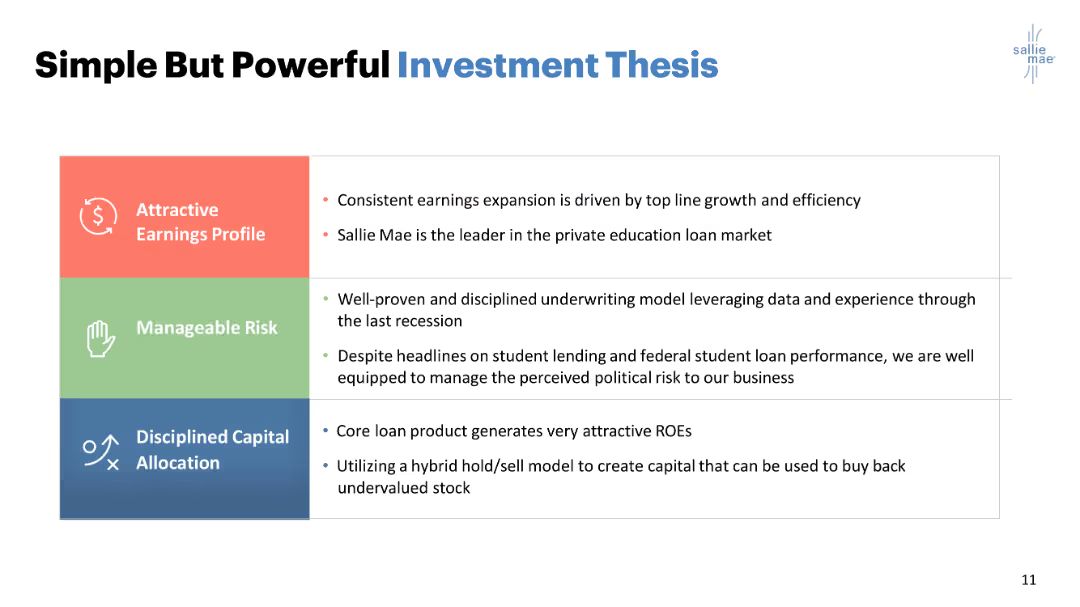 Simple But Powerful Investment Thesis
sallie
mae
Attractive
Earnings Profile
• Consistent earnings expansion is driven by top line growth and efficiency
• Sallie Mae is the leader in the private education loan market
Manageable Risk
• Well-proven and disciplined underwriting model leveraging data and experience through
the last recession
• Despite headlines on student lending and federal student loan performance, we are well
equipped to manage the perceived political risk to our business
Disciplined Capital
Allocation
• Core loan product generates very attractive ROEs
• Utilizing a hybrid hold/sell model to create capital that can be used to buy back
undervalued stock
11